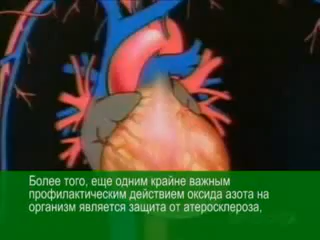 Более того, еще одним крайне важным
профилактическим действием оксида азота на
организм является защита от атеросклероза,